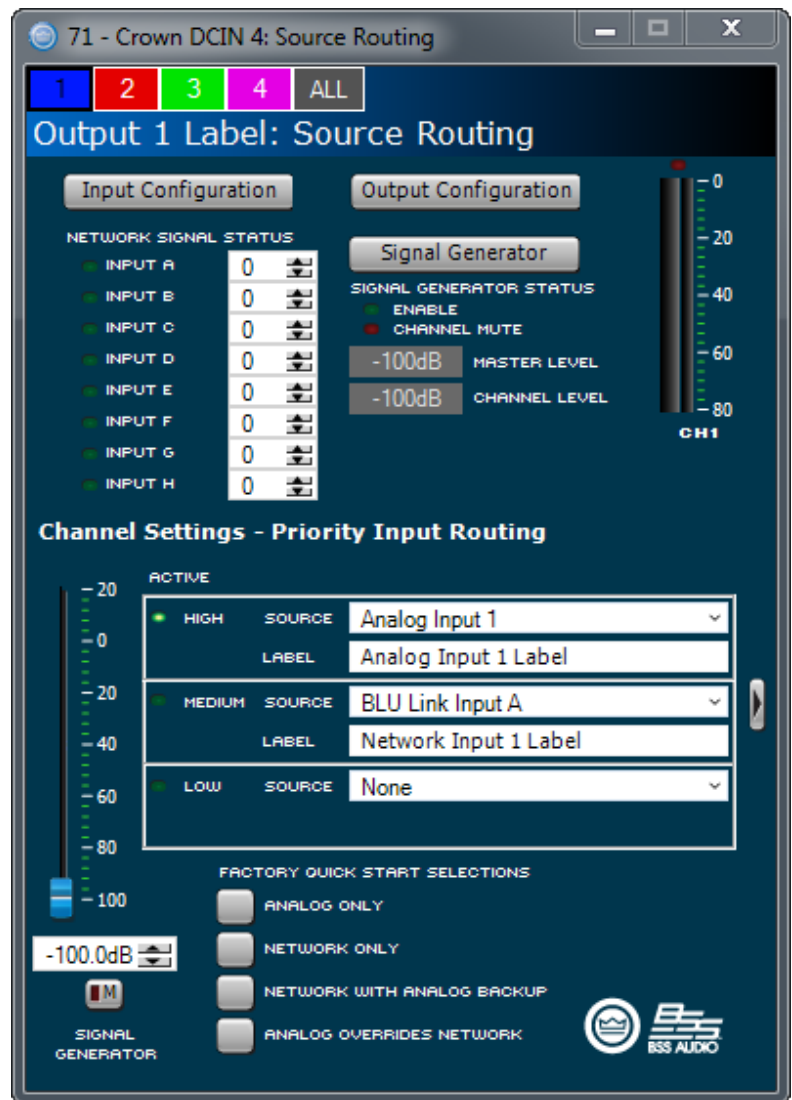 71 - Crown DCIN 4: Source Routing
1 2 3 4 ALL
Output 1 Label: Source Routing
Input Configuration
Output Configuration
NETWORK SIGNAL STATUS
INPUT A 0
INPUT B 0
INPUT C 0
INPUT D 0
INPUT E 0
INPUT F 0
INPUT G 0
INPUT H 0
Signal Generator
SIGNAL GENERATOR STATUS
ENABLE
CHANNEL MUTE
-100dB MASTER LEVEL
-100dB CHANNEL LEVEL
0
20
40
60
80
CH1
Channel Settings - Priority Input Routing
20
0
20
40
60
80
100
-100.0dB
M
SIGNAL
GENERATOR
ACTIVE
HIGH SOURCE Analog Input 1
LABEL Analog Input 1 Label
MEDIUM SOURCE BLU Link Input A
LABEL Network Input 1 Label
LOW SOURCE None
FACTORY QUICK START SELECTIONS
ANALOG ONLY
NETWORK ONLY
NETWORK WITH ANALOG BACKUP
ANALOG OVERRIDES NETWORK
BSS AUDIO